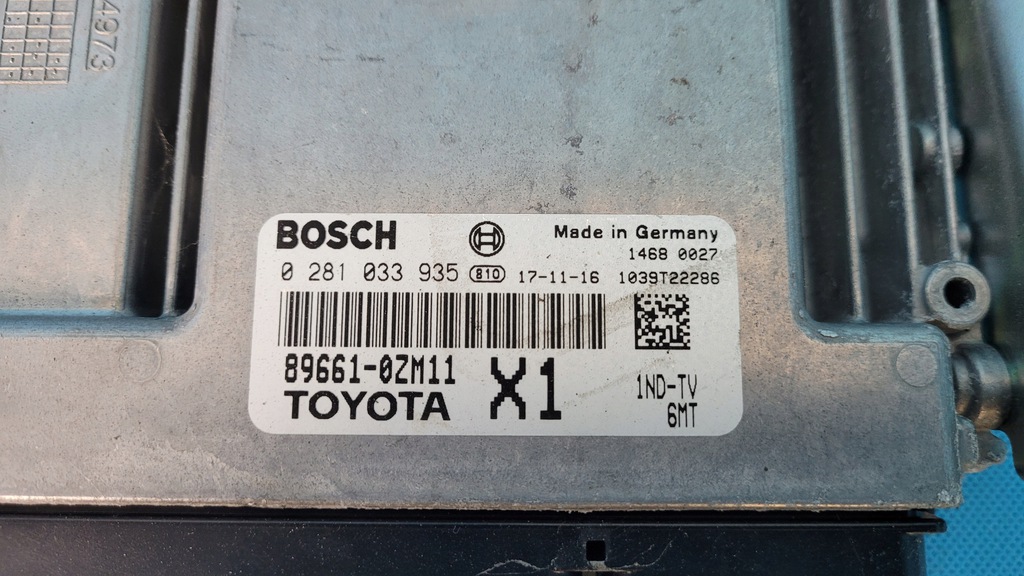 4973
BOSCH
Made in Germany
1468 0027
0 281 033 935 810 17-11-16 1039T22286
89661-0ZM11
TOYOTA
X1
1ND-TV
6MT